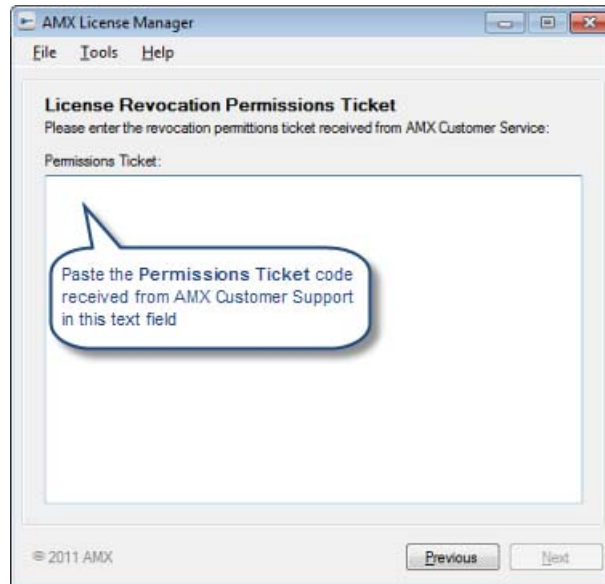 AMX License Manager
File Tools Help
License Revocation Permissions Ticket
Please enter the revocation permittions ticket received from AMX Customer Service:
Permissions Ticket:
Paste the Permissions Ticket code
received from AMX Customer Support
in this text field
© 2011 AMX
Previous Next